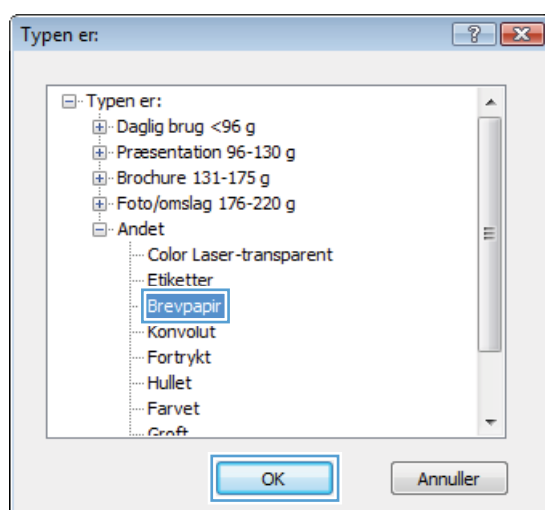 Typen er:
Typen er:
Daglig brug <96 g
Præsentation 96-130 g
Brochure 131-175 g
Foto/omslag 176-220 g
Andet
Color Laser-transparent
Etiketter
Brevpapir
Konvolut
Fortrykt
Hullet
Farvet
Groft
OK Annuller